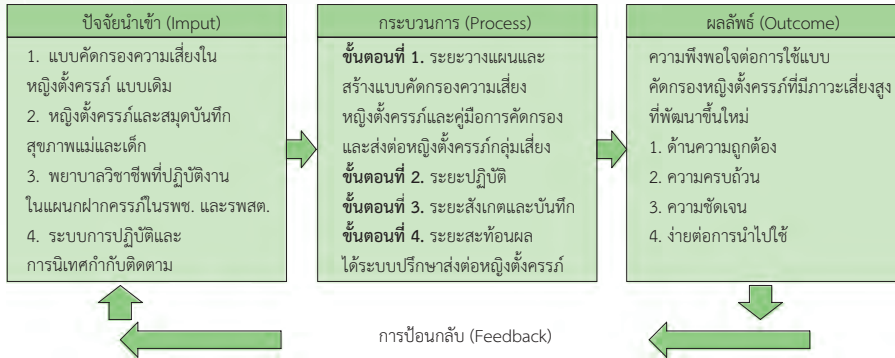 ปัจจัยนำเข้า (Imput)
1. แบบคัดกรองความเสี่ยงใน
หญิงตั้งครรภ์ แบบเดิม
2. หญิงตั้งครรภ์และสมุดบันทึก
สุขภาพแม่และเด็ก
3. พยาบาลวิชาชีพที่ปฏิบัติงาน
ในแผนกฝากครรภ์ในรพช. และรพสต.
4. ระบบการปฏิบัติและ
การนิเทศกำกับติดตาม
กระบวนการ (Process)
ขั้นตอนที่ 1. ระยะวางแผนและ
สร้างแบบคัดกรองความเสี่ยง
หญิงตั้งครรภ์และคู่มือการคัดกรอง
และส่งต่อหญิงตั้งครรภ์กลุ่มเสี่ยง
ขั้นตอนที่ 2. ระยะปฏิบัติ
ขั้นตอนที่ 3. ระยะสังเกตและบันทึก
ขั้นตอนที่ 4. ระยะสะท้อนผล
ได้ระบบปรึกษาส่งต่อหญิงตั้งครรภ์
ผลลัพธ์ (Outcome)
ความพึงพอใจต่อการใช้แบบ
คัดกรองหญิงตั้งครรภ์ที่มีภาวะเสี่ยงสูง
ที่พัฒนาขึ้นใหม่
1. ด้านความถูกต้อง
2. ความครบถ้วน
3. ความชัดเจน
4. ง่ายต่อการนำไปใช้
การป้อนกลับ (Feedback)